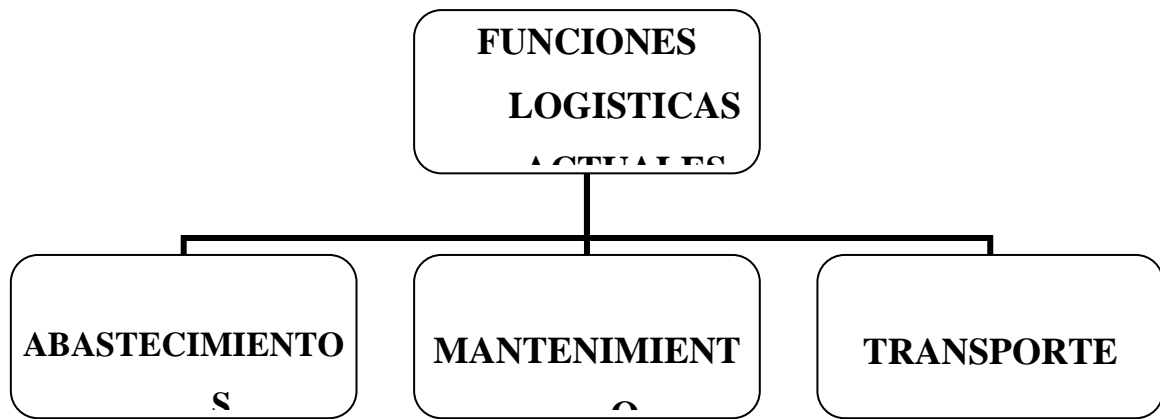 FUNCIONES
LOGISTICAS
ACTUALES
ABASTECIMIENTO
S
MANTENIMIENT
O
TRANSPORTE